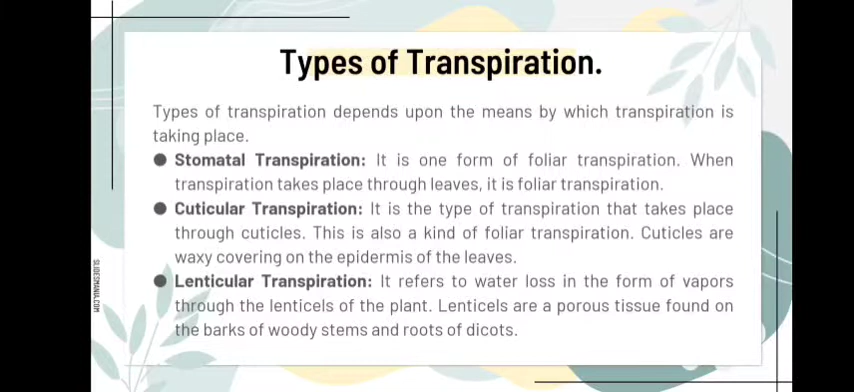 Types of Transpiration.
Types of transpiration depends upon the means by which transpiration is
taking place.
● Stomatal Transpiration: It is one form of foliar transpiration. When
transpiration takes place through leaves, it is foliar transpiration.
● Cuticular Transpiration: It is the type of transpiration that takes place
through cuticles. This is also a kind of foliar transpiration. Cuticles are
waxy covering on the epidermis of the leaves.
● Lenticular Transpiration: It refers to water loss in the form of vapors
through the lenticels of the plant. Lenticels are a porous tissue found on
the barks of woody stems and roots of dicots.
SLIDESMANIA.COM